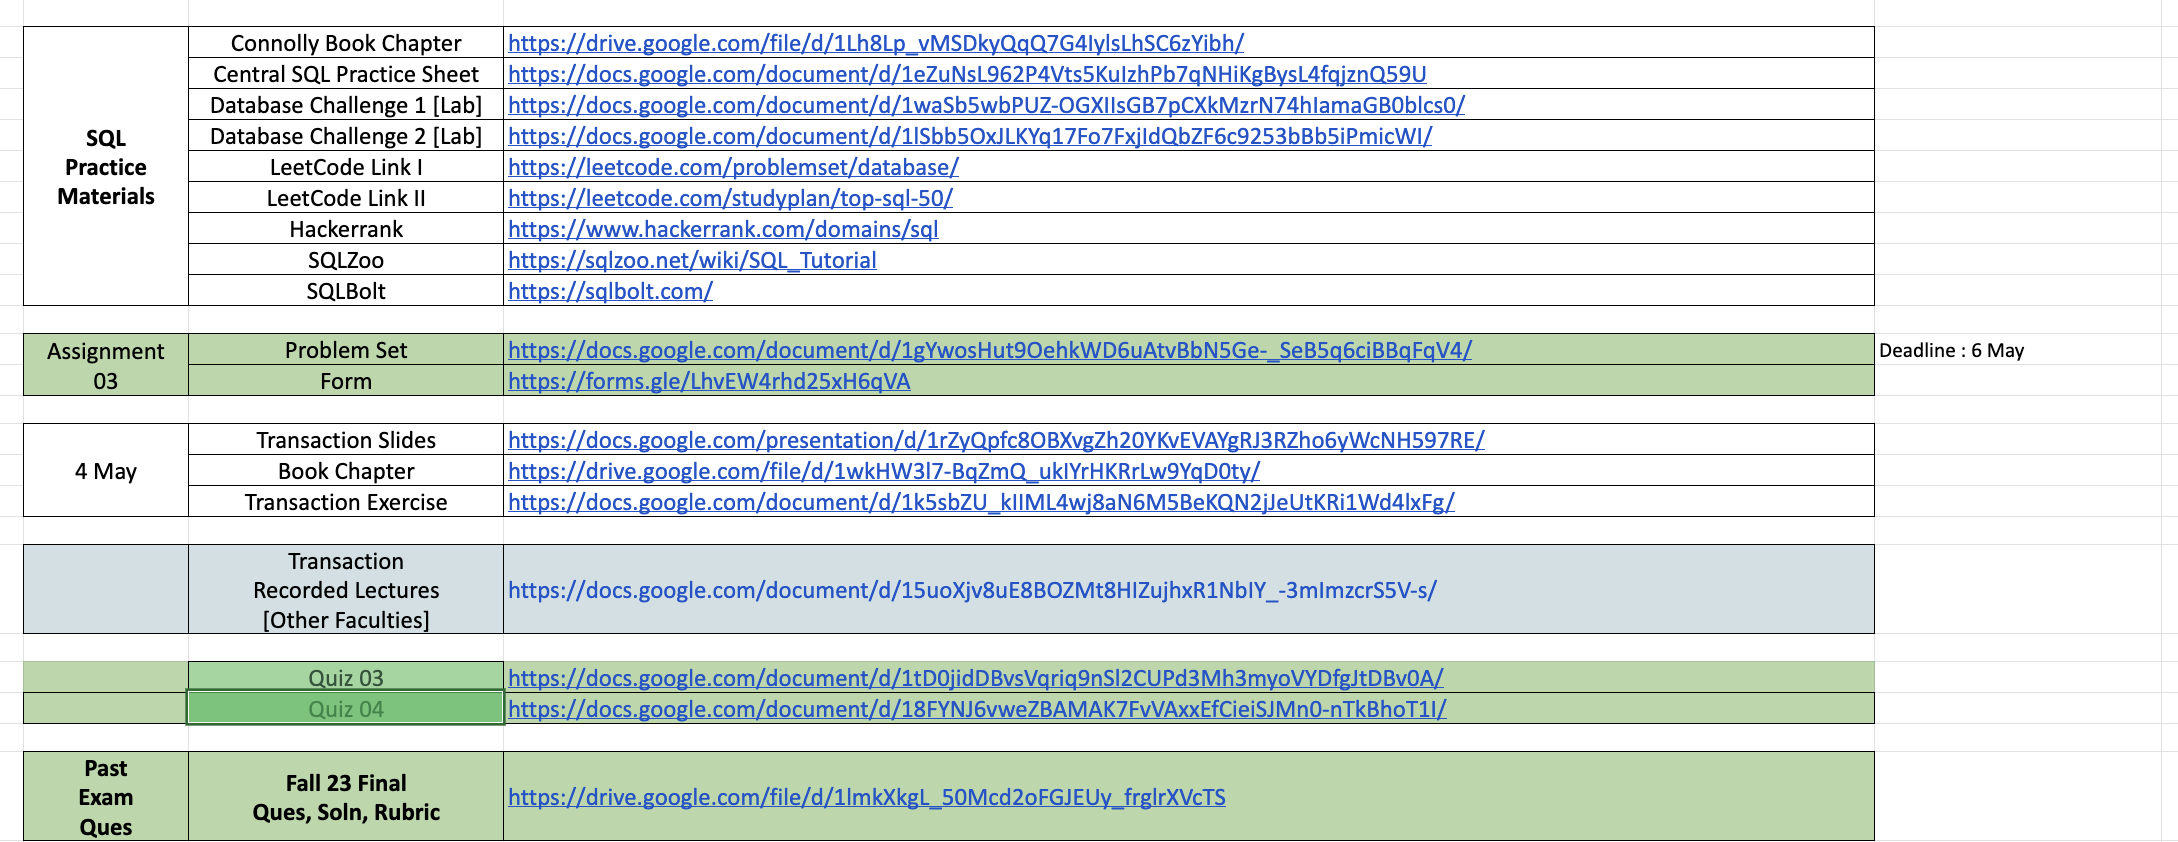 Connolly Book Chapter https://drive.google.com/file/d/1Lh8Lp_vMSDkyQqQ7G4IylsLhSC6zYibh/
Central SQL Practice Sheet https://docs.google.com/document/d/1eZuNsL962P4Vts5KuIzhPb7qNHiKgBysL4fqjznQ59U
Database Challenge 1 [Lab] https://docs.google.com/document/d/1waSb5wbPUZ-OGXIIsGB7pCXkMzrN74hIamaGB0blcs0/
SQL
Practice
Materials
Database Challenge 2 [Lab] https://docs.google.com/document/d/1lSbb5OxJLKYq17Fo7FxjIdQbZF6c9253bBb5iPmicWI/
LeetCode Link I https://leetcode.com/problemset/database/
LeetCode Link II https://leetcode.com/studyplan/top-sql-50/
Hackerrank https://www.hackerrank.com/domains/sql
SQLZoo https://sqlzoo.net/wiki/SQL_Tutorial
SQLBolt https://sqlbolt.com/
Assignment
03
Problem Set https://docs.google.com/document/d/1gYwosHut9OehkWD6uAtvBbN5Ge-_SeB5q6ciBBqFqV4/ Deadline : 6 May
Form https://forms.gle/LhvEW4rhd25xH6qVA
Transaction Slides https://docs.google.com/presentation/d/1rZyQpfc8OBXvgZh20YKvEVAYgRJ3RZho6yWcNH597RE/
4 May Book Chapter https://drive.google.com/file/d/1wkHW3l7-BqZmQ_ukIYrHKRrLw9YqD0ty/
Transaction Exercise https://docs.google.com/document/d/1k5sbZU_kIIML4wj8aN6M5BeKQN2jJeUtKRi1Wd4lxFg/
Transaction
Recorded Lectures
[Other Faculties]
https://docs.google.com/document/d/15uoXjv8uE8BOZMt8HIZujhxR1NbIY_-3mImzcrS5V-s/
Quiz 03 https://docs.google.com/document/d/1tD0jidDBvsVqriq9nSl2CUPd3Mh3myoVYDfgJtDBv0A/
Quiz 04 https://docs.google.com/document/d/18FYNJ6vweZBAMAK7FvVAxxEfCieiSJMn0-nTkBhoT1I/
Past
Exam
Ques
Fall 23 Final
Ques, Soln, Rubric
https://drive.google.com/file/d/1lmkXkgL_50Mcd2oFGJEUy_frglrXVcTS